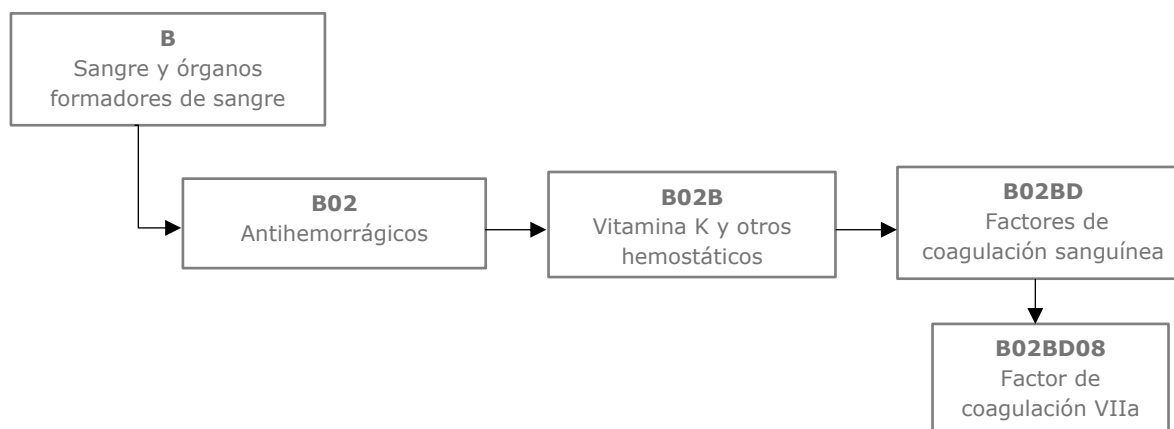 B
Sangre y órganos
formadores de sangre
B02
Antihemorrágicos
B02B
Vitamina K y otros
hemostáticos
B02BD
Factores de
coagulación sanguínea
B02BD08
Factor de
coagulación VIIa